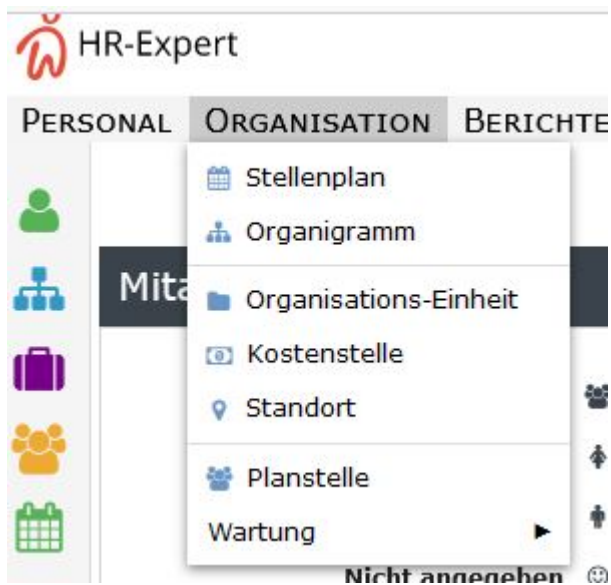 HR-Expert
PERSONAL ORGANISATION BERICHTE
Stellenplan
Organigramm
Mita
Organisations-Einheit
Kostenstelle
Standort
Planstelle
Wartung
Nicht angegeben